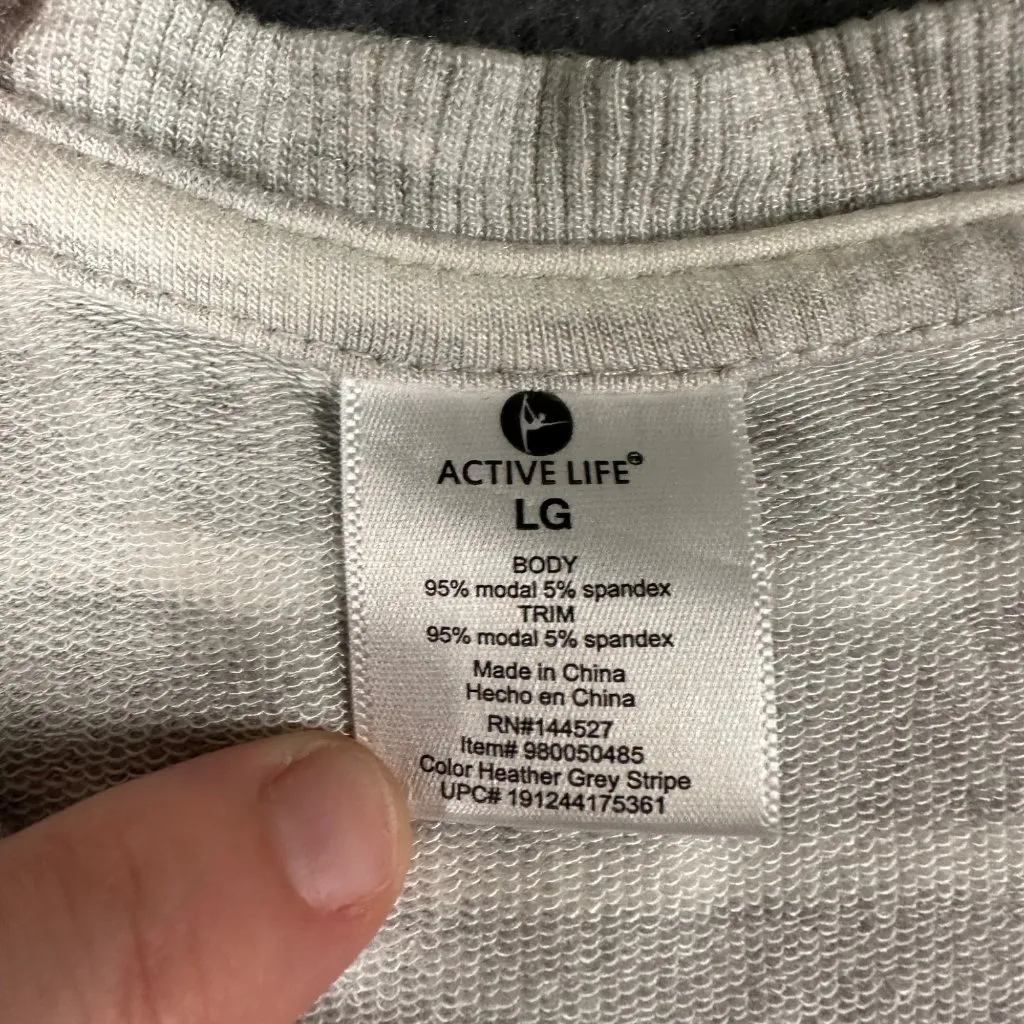 ACTIVE LIFE®
LG
BODY
95% modal 5% spandex
TRIM
95% modal 5% spandex
Made in China
Hecho en China
RN#144527
Item# 980050485
Color Heather Grey Stripe
UPC# 191244175361